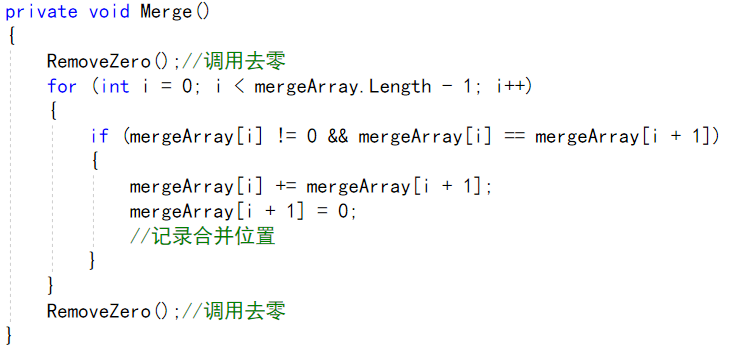 private void Merge()
{
    RemoveZero();//调用去零
    for (int i = 0; i < mergeArray.Length - 1; i++)
    {
        if (mergeArray[i] != 0 && mergeArray[i] == mergeArray[i + 1])
        {
            mergeArray[i] += mergeArray[i + 1];
            mergeArray[i + 1] = 0;
            //记录合并位置
        }
    }
    RemoveZero();//调用去零
}